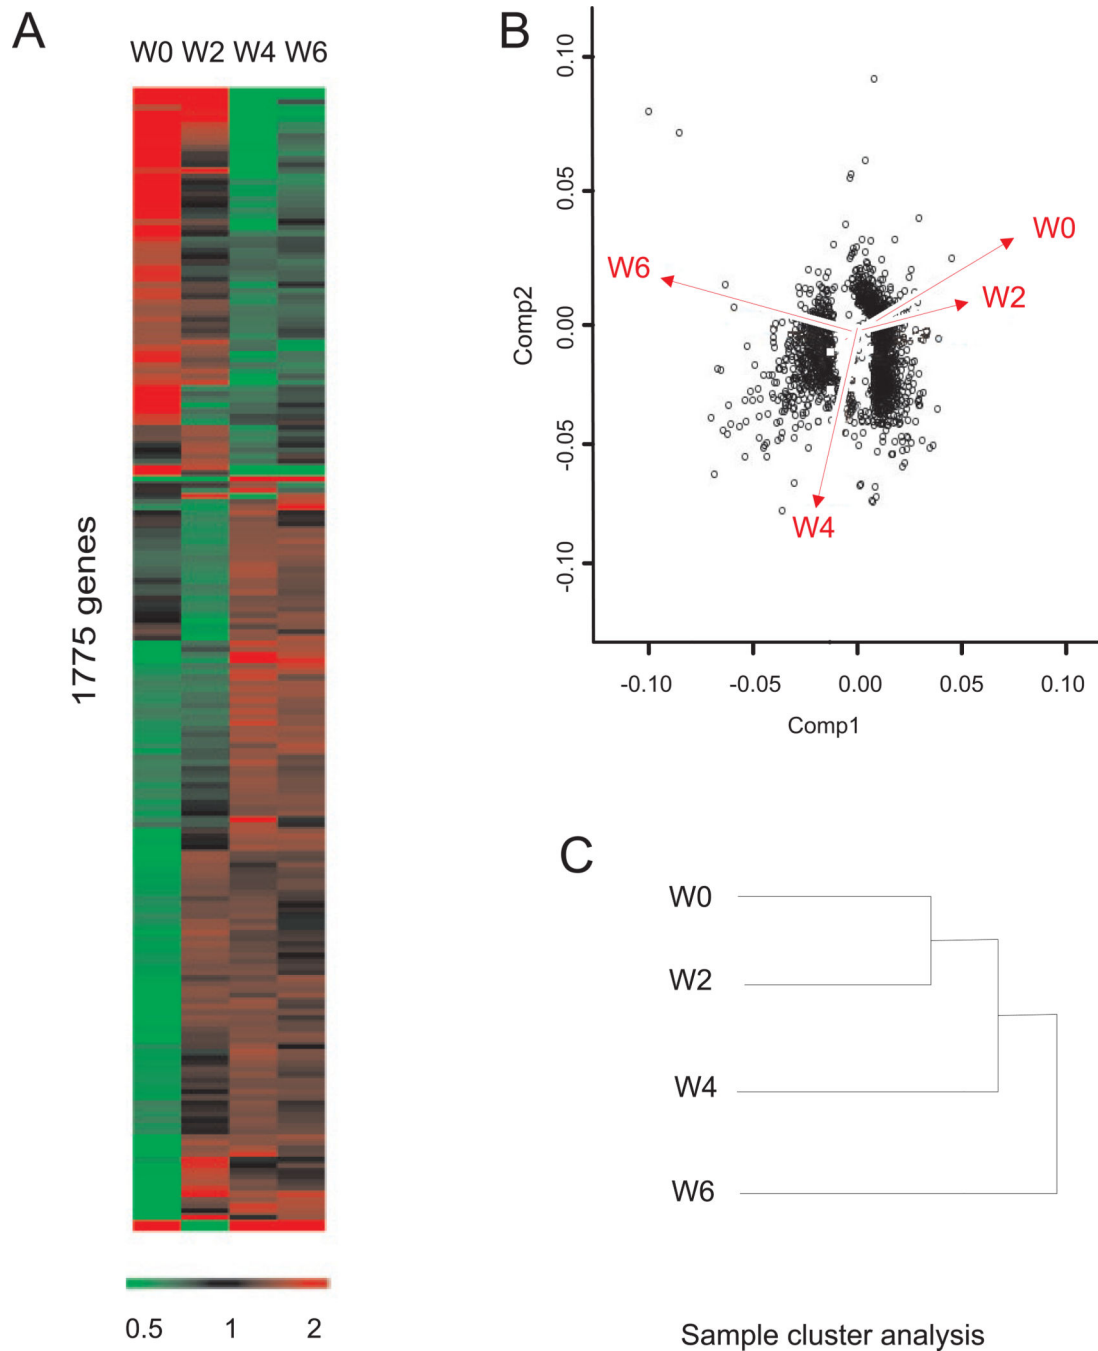 A
W0 W2 W4 W6
1775 genes
0.5 1 2
B
0.10
0.05
0.00
-0.05
-0.10
Comp2
W0
W2
W6
W4
-0.10 -0.05 0.00 0.05 0.10
Comp1
C
W0
W2
W4
W6
Sample cluster analysis